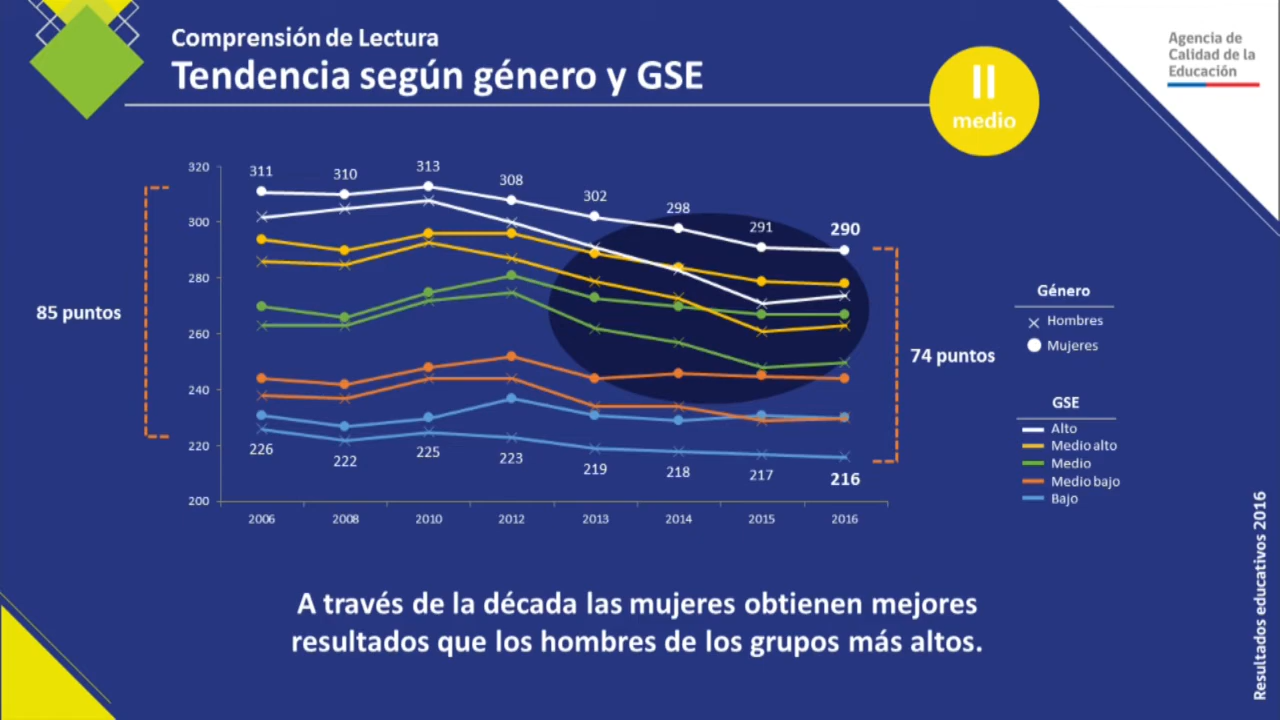 Comprensión de Lectura
Tendencia según género y GSE
II
medio
Agencia de
Calidad de la
Educación
320
300
280
260
240
220
200
311
310
313
308
302
298
291
290
226
222
225
223
219
218
217
216
2006
2008
2010
2012
2013
2014
2015
2016
85 puntos
74 puntos
Género
Hombres
Mujeres
GSE
Alto
Medio alto
Medio
Medio bajo
Bajo
A través de la década las mujeres obtienen mejores
resultados que los hombres de los grupos más altos.
Resultados educativos 2016